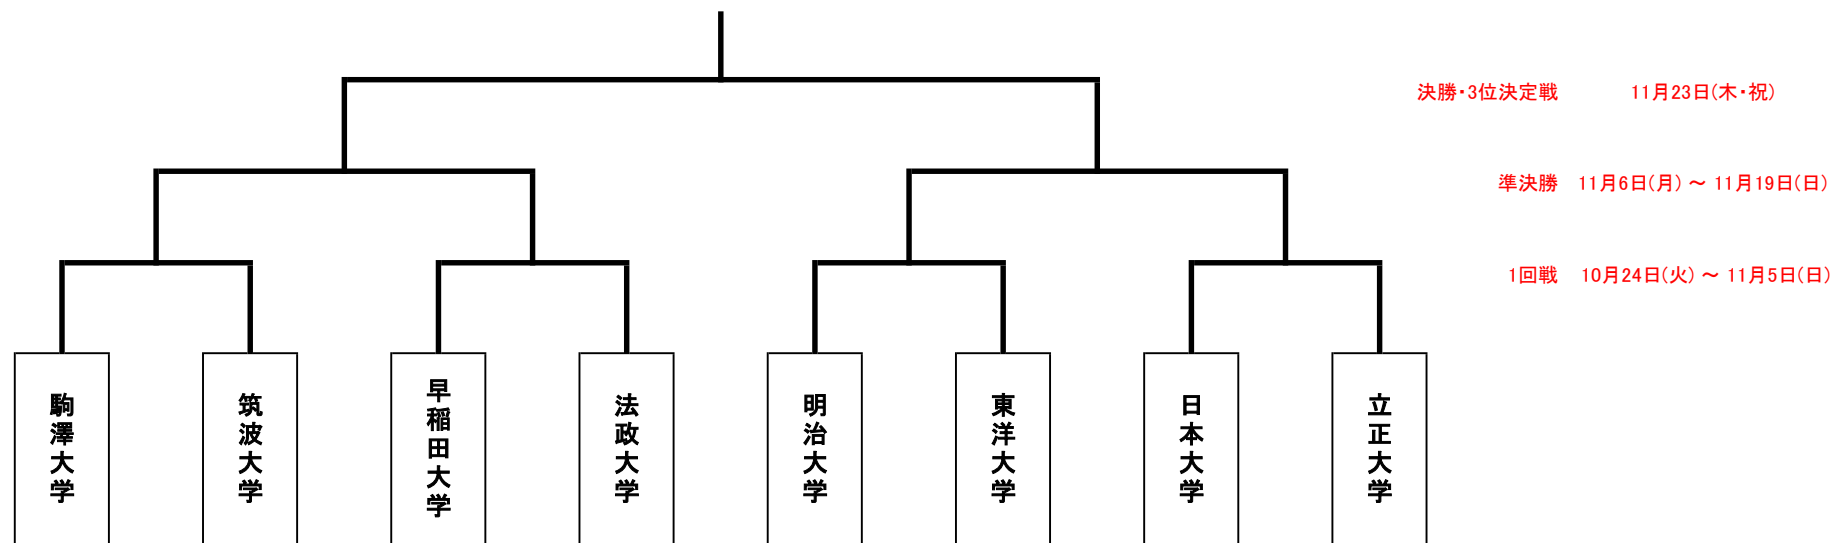 決勝・3位決定戦 11月23日(木・祝)
準決勝 11月6日(月) ～ 11月19日(日)
1回戦 10月24日(火) ～ 11月5日(日)
駒澤大学
筑波大学
早稲田大学
法政大学
明治大学
東洋大学
日本大学
立正大学